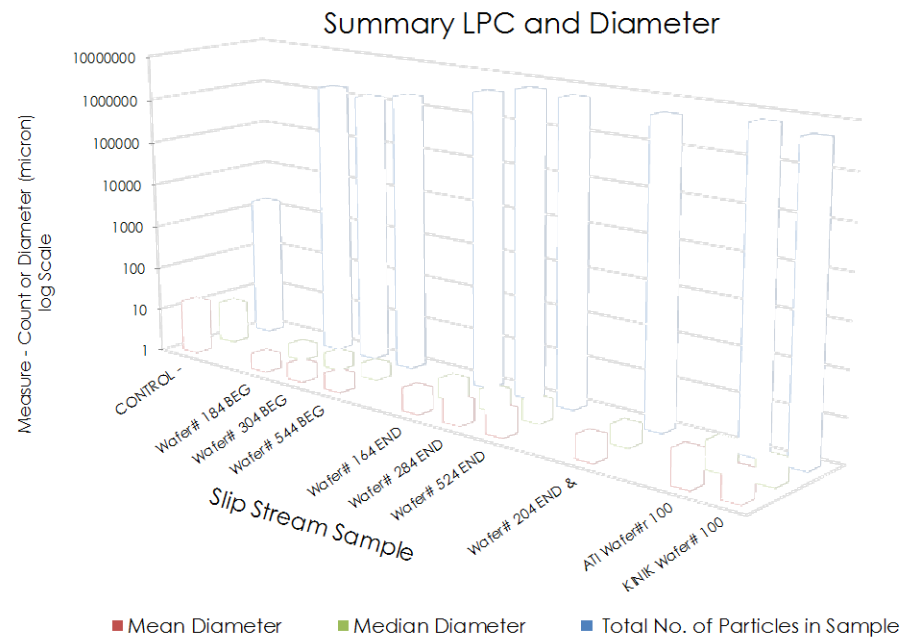 Summary LPC and Diameter
Measure - Count or Diameter (micron)
log Scale
10000000
1000000
100000
10000
1000
100
10
1
CONTROL -
Wafer# 184 BEG
Wafer# 304 BEG
Wafer# 544 BEG
Wafer# 164 END
Wafer# 284 END
Wafer# 524 END
Wafer# 204 END &
ATI Wafer#r 100
KINIK Wafer# 100
Slip Stream Sample
Mean Diameter
Median Diameter
Total No. of Particles in Sample